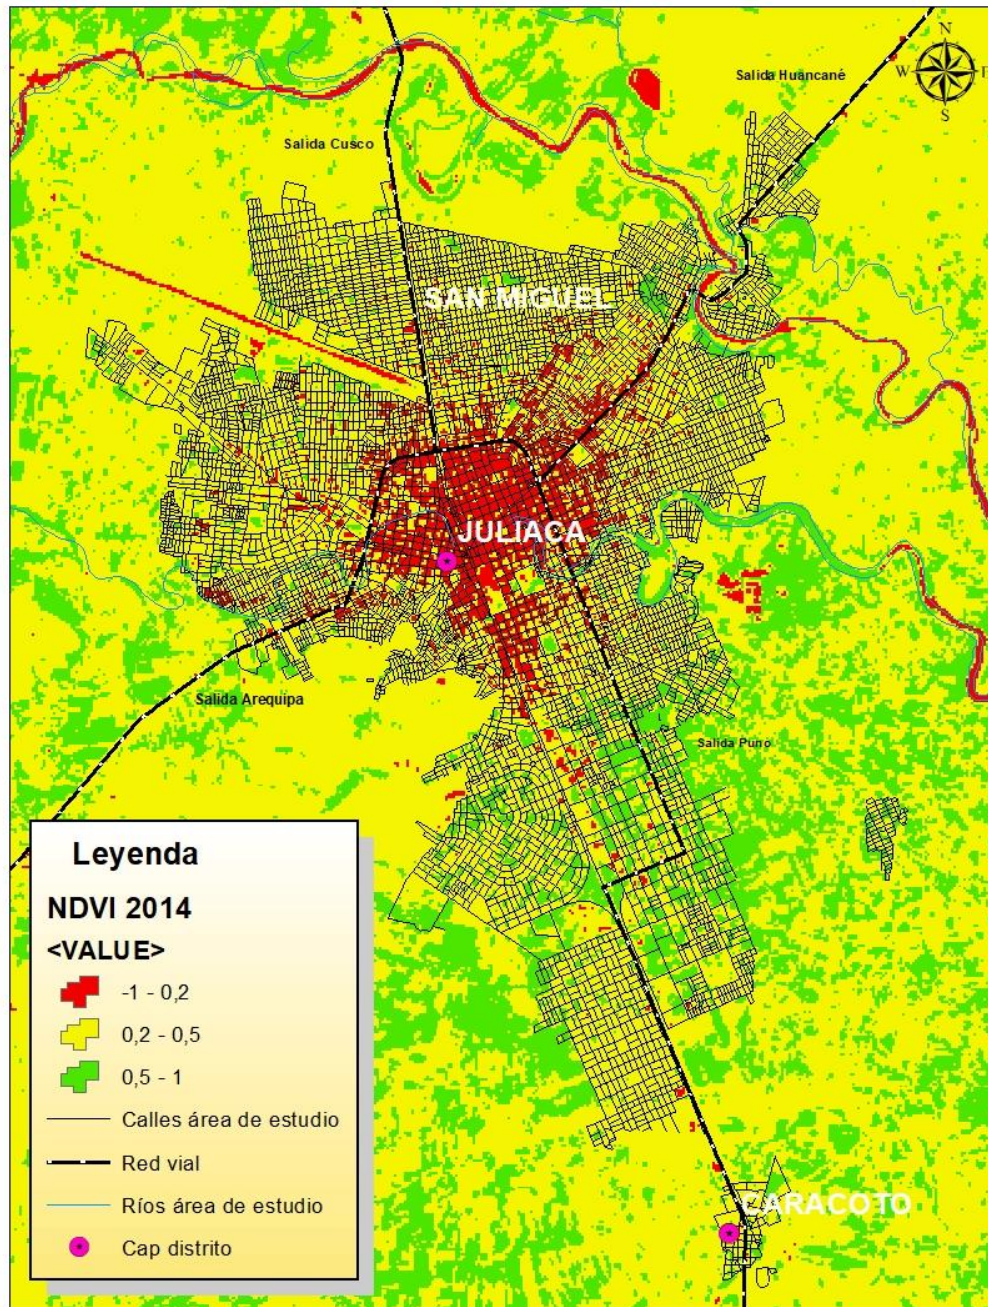 N
W
E
S
Salida Huancané
Salida Cusco
SAN MIGUEL
JULIACA
Salida Arequipa
Salida Puno
Leyenda
NDVI 2014
<VALUE>
-1 - 0,2
0,2 - 0,5
0,5 - 1
Calles área de estudio
Red vial
Ríos área de estudio
Cap distrito
CARACOTO